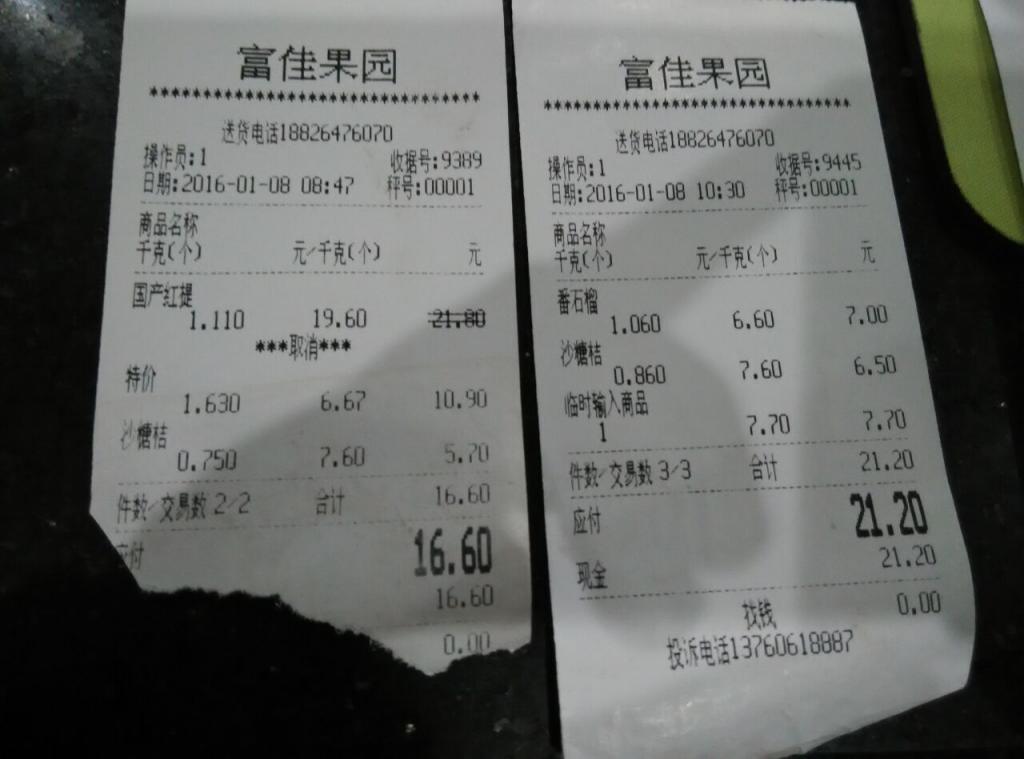 富佳果园
********************************
送货电话18826476070
操作员:1 收据号:9389
日期:2016-01-08 08:47 秤号:00001
商品名称
千克(个) 元/千克(个) 元
国产红提
1.110 19.60 21.80
***取消***
特价
1.630 6.67 10.90
沙糖桔
0.750 7.60 5.70
件数/交易数 2/2 合计 16.60
应付 16.60
16.60
0.00
富佳果园
********************************
送货电话18826476070
操作员:1 收据号:9445
日期:2016-01-08 10:30 秤号:00001
商品名称
千克(个) 元/千克(个) 元
番石榴
1.060 6.60 7.00
沙糖桔
0.860 7.60 6.50
临时输入商品
1 7.70 7.70
件数/交易数 3/3 合计 21.20
应付 21.20
现金 21.20
找钱 0.00
投诉电话13760618887